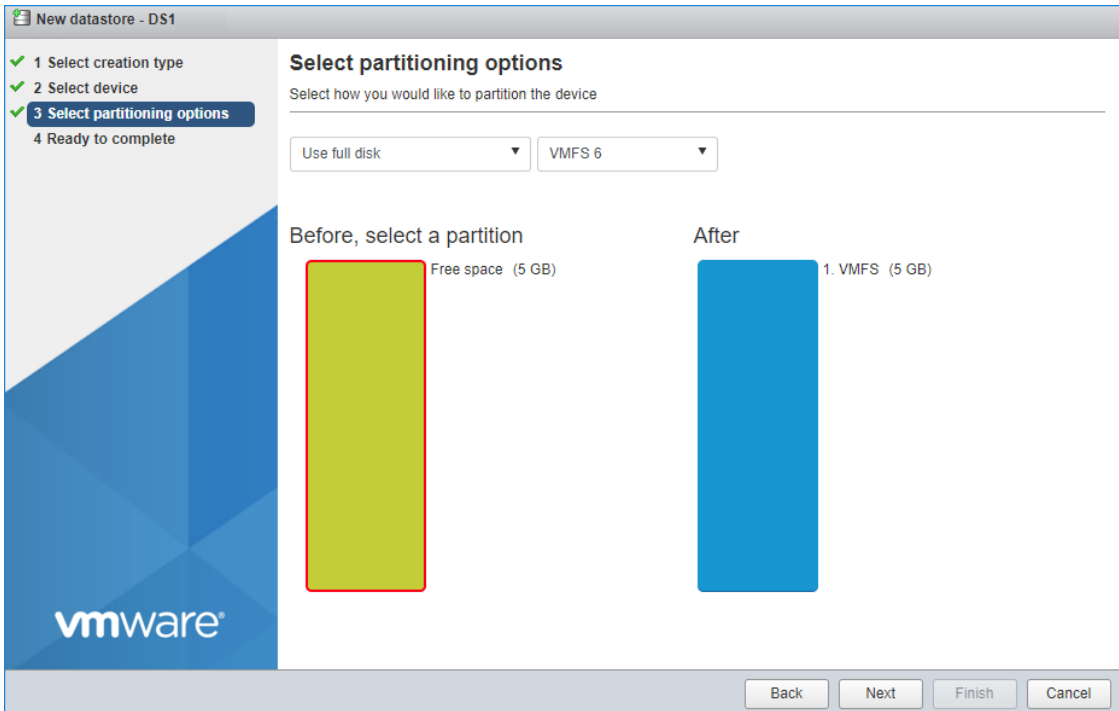 New datastore - DS1
1 Select creation type
2 Select device
3 Select partitioning options
4 Ready to complete
Select partitioning options
Select how you would like to partition the device
Use full disk
VMFS 6
Before, select a partition
After
Free space (5 GB)
1. VMFS (5 GB)
vmware®
Back
Next
Finish
Cancel